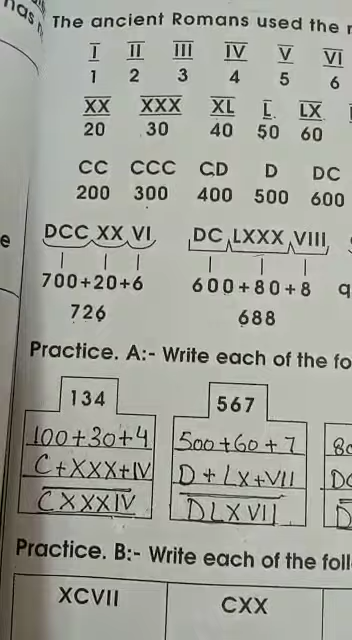 has
The ancient Romans used the
I II III IV V VI
1 2 3 4 5 6
XX XXX XL L LX
20 30 40 50 60
CC CCC CD D DC
200 300 400 500 600
DCC XX VI DC LXXX VIII
700+20+6 600+80+8
726 688
Practice. A:- Write each of the fo
134 567
100+30+4 500+60+7 80
C+XXX+IV D+LX+VII DC
CXXXIV DLXVII D
Practice. B:- Write each of the foll
XCVII CXX